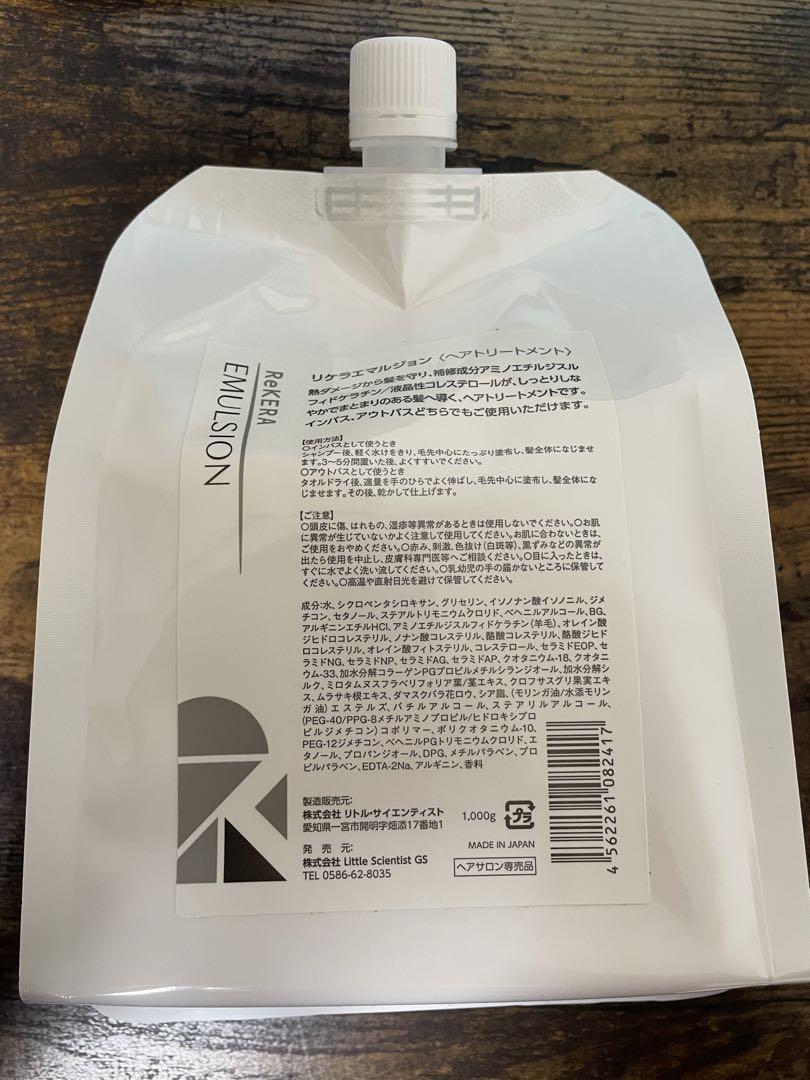 ReKERA
EMULSION
リケラエマルジョン〈ヘアトリートメント〉
熱ダメージから髪を守り、補修成分アミノエチルジスル
フィドケラチン/液晶性コレステロールが、しっとりしな
やかでまとまりのある髪へ導く、ヘアトリートメントです。
インバス、アウトバスどちらでもご使用いただけます。
【使用方法】
〇インバスとして使うとき
シャンプー後、軽く水けをきり、毛先中心にたっぷり塗布し、髪全体になじませ
ます。3〜5分間置いた後、よくすすいでください。
〇アウトバスとして使うとき
タオルドライ後、適量を手のひらでよく伸ばし、毛先中心に塗布し、髪全体にな
じませます。その後、乾かして仕上げます。
【ご注意】
〇頭皮に傷、はれもの、湿疹等異常があるときは使用しないでください。〇お肌
に異常が生じていないかよく注意して使用してください。お肌に合わないときは、
ご使用をおやめください。〇赤み、刺激、色抜け(白斑等)、黒ずみなどの異常が
出たら使用を中止し、皮膚科専門医等へご相談ください。〇目に入ったときは、
すぐに水でよく洗い流してください。〇乳幼児の手の届かないところに保管して
ください。〇高温や直射日光を避けて保管してください。
成分:水、シクロペンタシロキサン、グリセリン、イソノナン酸イソノニル、ジメ
チコン、セタノール、ステアルトリモニウムクロリド、ベヘニルアルコール、BG、
アルギニンエチルHCl、アミノエチルジスルフィドケラチン(羊毛)、オレイン酸
ジヒドロコレステリル、ノナン酸コレステリル、酪酸コレステリル、酪酸ジヒド
ロコレステリル、オレイン酸フィトステリル、コレステロール、セラミドEOP、セ
ラミドNG、セラミドNP、セラミドAG、セラミドAP、クオタニウム-18、クオタニ
ウム-33、加水分解コラーゲンPGプロピルメチルシランジオール、加水分解シ
ルク、ミロタムヌスフラベリフォリア葉/茎エキス、クロフサスグリ果実エキ
ス、ムラサキ根エキス、ダマスクバラ花ロウ、シア脂、(モリンガ油/水添モリン
ガ油)エステルズ、バチルアルコール、ステアリルアルコール、
(PEG-40/PPG-8メチルアミノプロピル/ヒドロキシプロ
ピルジメチコン)コポリマー、ポリクオタニウム-10、
PEG-12ジメチコン、ベヘニルPGトリモニウムクロリド、エ
タノール、プロパンジオール、DPG、メチルパラベン、プロ
ピルパラベン、EDTA-2Na、アルギニン、香料
製造販売元:
株式会社 リトル・サイエンティスト
愛知県一宮市開明字畑添17番地1
発 売 元:
株式会社 Little Scientist GS
TEL 0586-62-8035
1,000g
プラ
MADE IN JAPAN
ヘアサロン専売品
4 562261 082417